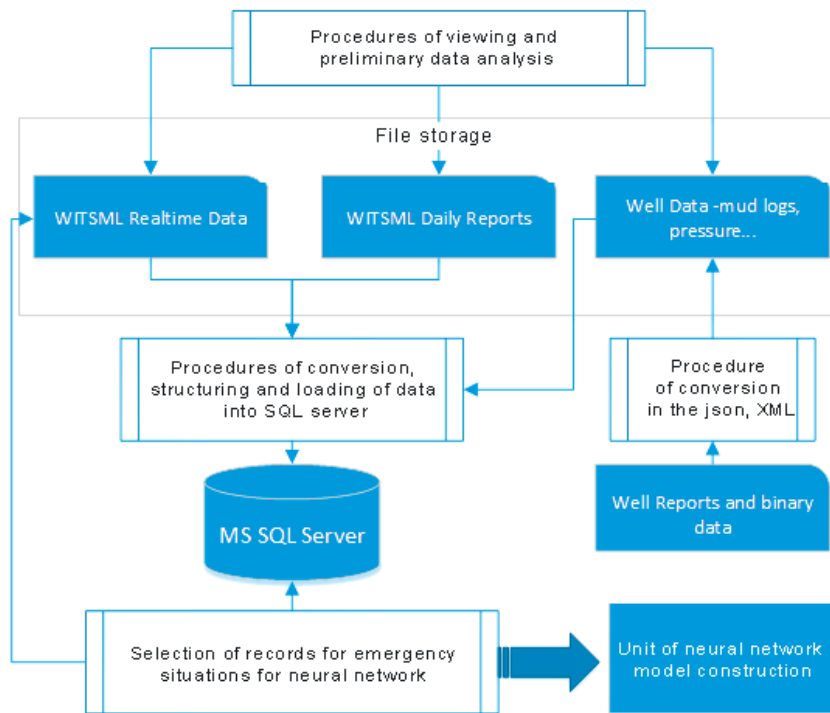 Procedures of viewing and
preliminary data analysis
File storage
WITSML Realtime Data
WITSML Daily Reports
Well Data -mud logs,
pressure...
Procedures of conversion,
structuring and loading of data
into SQL server
Procedure
of conversion
in the json, XML
MS SQL Server
Well Reports and binary
data
Selection of records for emergency
situations for neural network
Unit of neural network
model construction